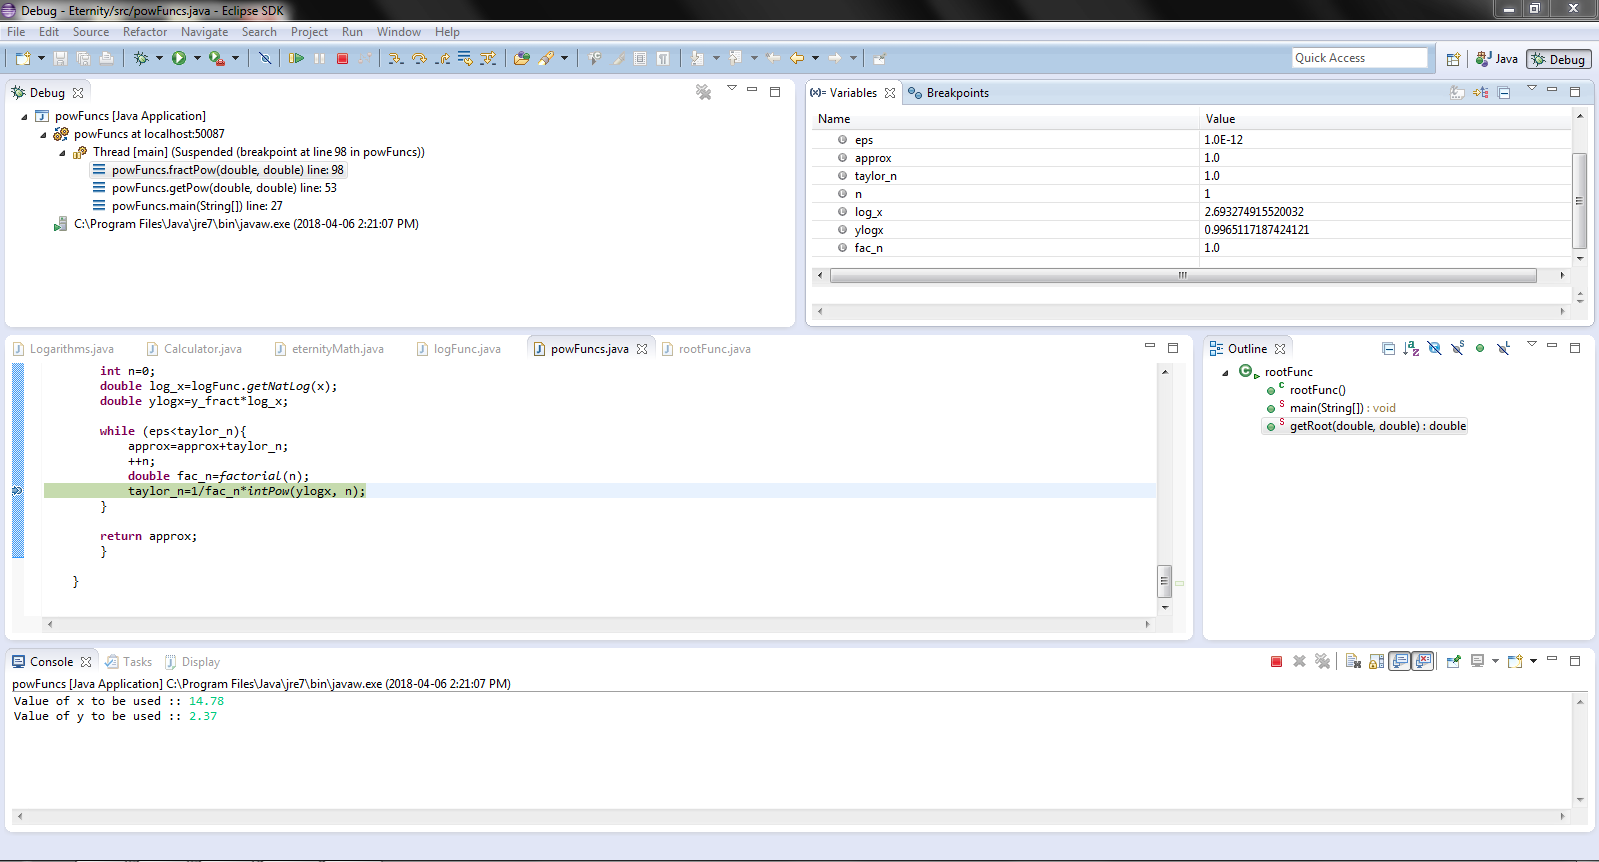 Debug - Eternity/src/powFuncs.java - Eclipse SDK
File Edit Source Refactor Navigate Search Project Run Window Help
Quick Access
Java
Debug
Debug
powFuncs [Java Application]
powFuncs at localhost:50087
Thread [main] (Suspended (breakpoint at line 98 in powFuncs))
powFuncs.fractPow(double, double) line: 98
powFuncs.getPow(double, double) line: 53
powFuncs.main(String[]) line: 27
C:\Program Files\Java\jre7\bin\javaw.exe (2018-04-06 2:21:07 PM)
(x)= Variables Breakpoints
Name Value
eps 1.0E-12
approx 1.0
taylor_n 1.0
n 1
log_x 2.693274915520032
ylogx 0.9965117187424121
fac_n 1.0
Logarithms.java Calculator.java eternityMath.java logFunc.java powFuncs.java rootFunc.java
int n=0;
double log_x=logFunc.getNatLog(x);
double ylogx=y_fract*log_x;
while (eps<taylor_n){
approx=approx+taylor_n;
++n;
double fac_n=factorial(n);
taylor_n=1/fac_n*intPow(ylogx, n);
}
return approx;
}
}
Outline
rootFunc
rootFunc()
main(String[]) : void
getRoot(double, double) : double
Console Tasks Display
powFuncs [Java Application] C:\Program Files\Java\jre7\bin\javaw.exe (2018-04-06 2:21:07 PM)
Value of x to be used :: 14.78
Value of y to be used :: 2.37